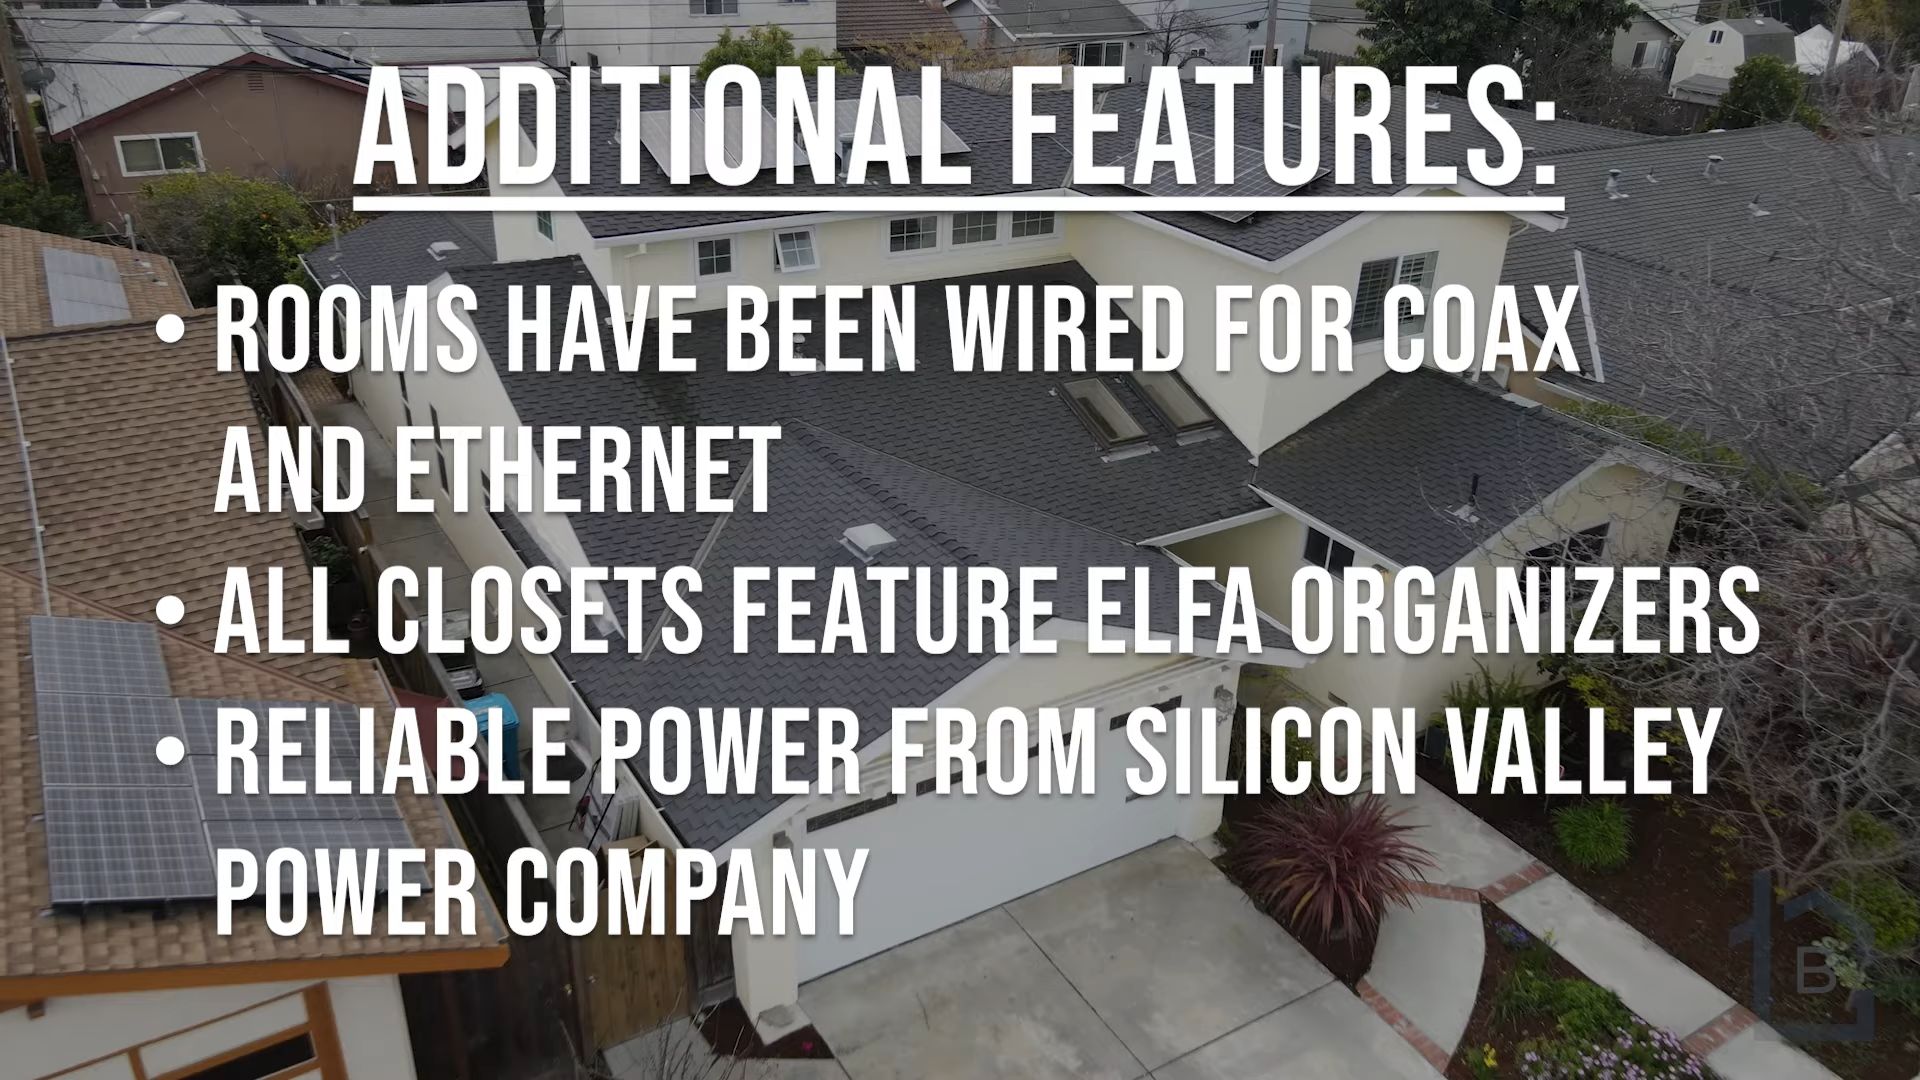 ADDITIONAL FEATURES:
• ROOMS HAVE BEEN WIRED FOR COAX
AND ETHERNET
• ALL CLOSETS FEATURE ELFA ORGANIZERS
• RELIABLE POWER FROM SILICON VALLEY
POWER COMPANY
B